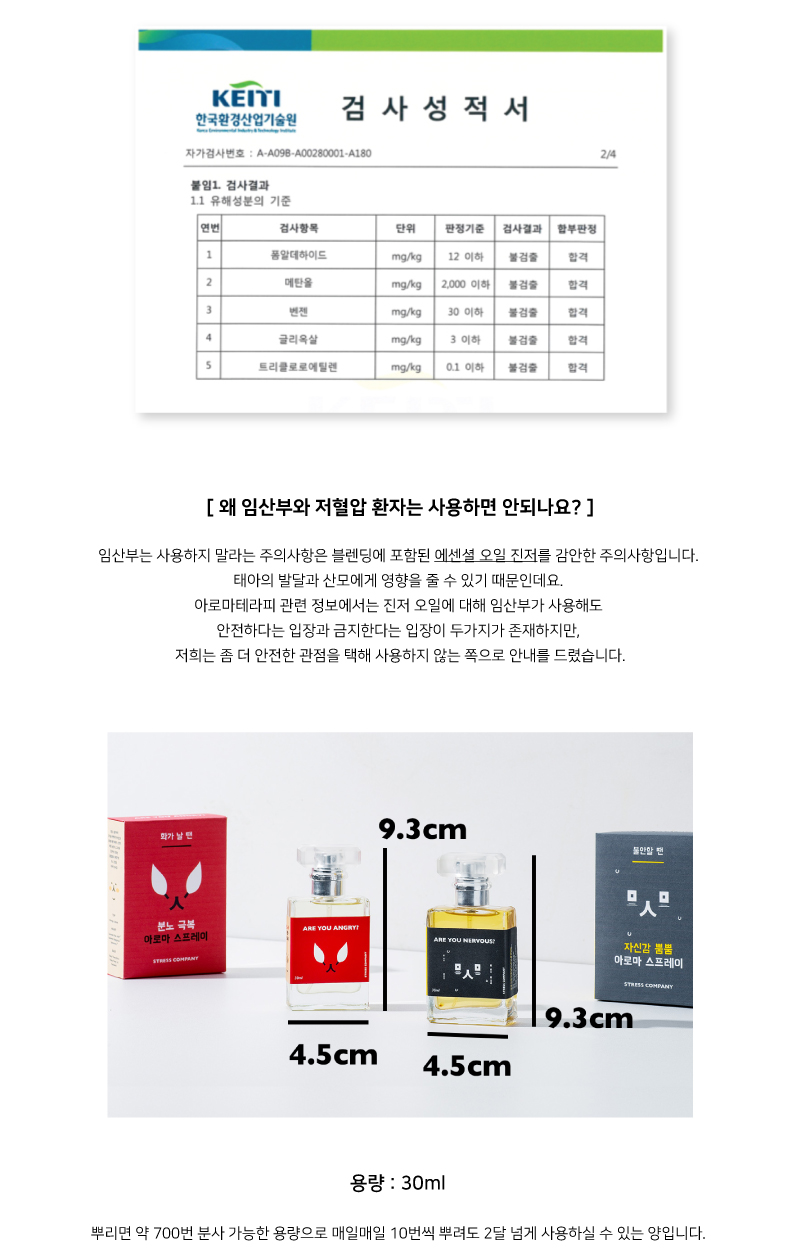 KEITI
한국환경산업기술원
Korea Environmental Industry & Technology Institute
검 사 성 적 서
자가검사번호 : A-A09B-A00280001-A180 2/4
붙임1. 검사결과
1.1 유해성분의 기준
연번 검사항목 단위 판정기준 검사결과 합부판정
1 폼알데하이드 mg/kg 12 이하 불검출 합격
2 메탄올 mg/kg 2,000 이하 불검출 합격
3 벤젠 mg/kg 30 이하 불검출 합격
4 글리옥살 mg/kg 3 이하 불검출 합격
5 트리클로로에틸렌 mg/kg 0.1 이하 불검출 합격
[ 왜 임산부와 저혈압 환자는 사용하면 안되나요? ]
임산부는 사용하지 말라는 주의사항은 블렌딩에 포함된 에센셜 오일 진저를 감안한 주의사항입니다.
태아의 발달과 산모에게 영향을 줄 수 있기 때문인데요.
아로마테라피 관련 정보에서는 진저 오일에 대해 임산부가 사용해도
안전하다는 입장과 금지한다는 입장이 두가지가 존재하지만,
저희는 좀 더 안전한 관점을 택해 사용하지 않는 쪽으로 안내를 드렸습니다.
화가 날 땐
분노 극복
아로마 스프레이
STRESS COMPANY
9.3cm
ARE YOU ANGRY?
30ml
STRESS COMPANY
4.5cm
ARE YOU NERVOUS?
30ml
STRESS COMPANY
9.3cm
4.5cm
불안할 땐
자신감 뿜뿜
아로마 스프레이
STRESS COMPANY
용량 : 30ml
뿌리면 약 700번 분사 가능한 용량으로 매일매일 10번씩 뿌려도 2달 넘게 사용하실 수 있는 양입니다.